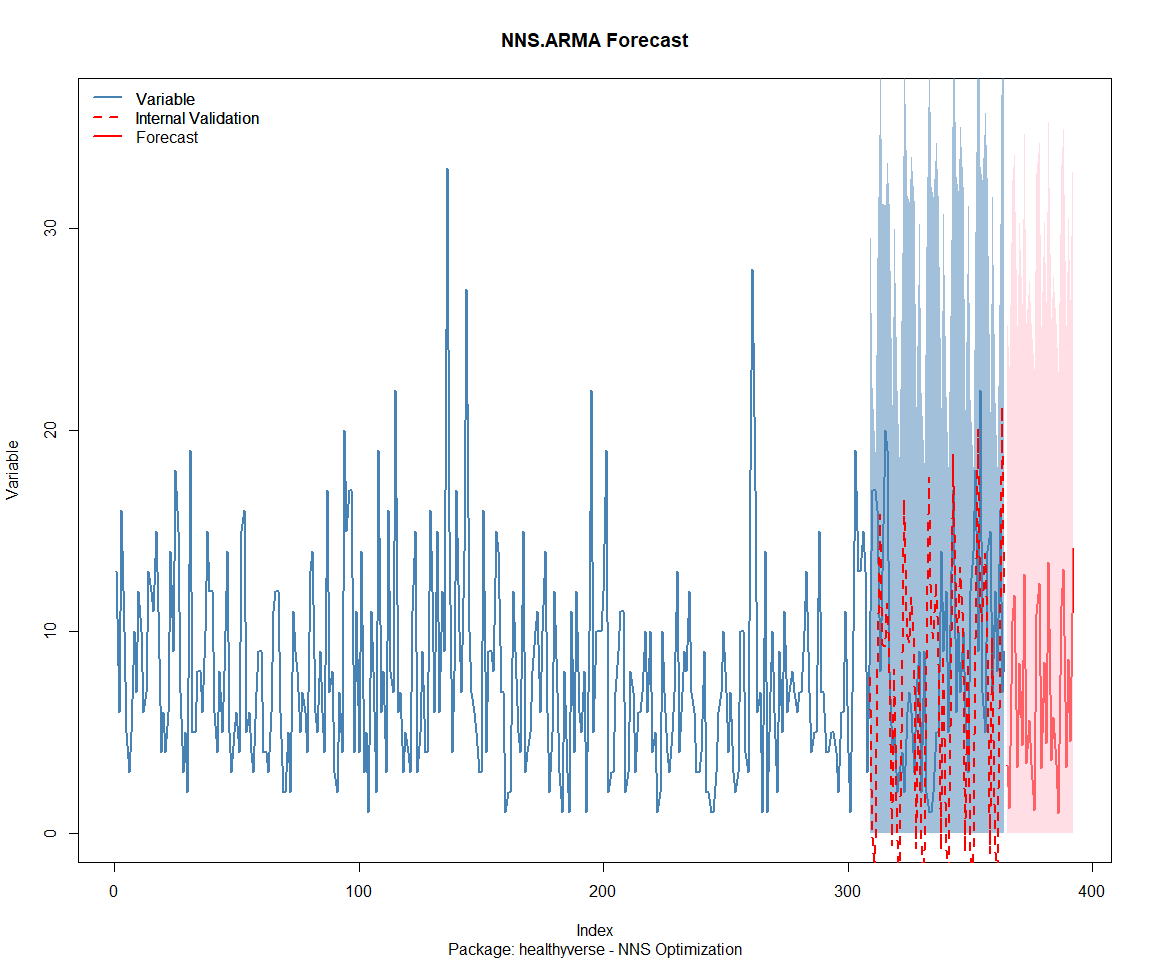 NNS.ARMA Forecast
Variable
Internal Validation
Forecast
Variable
30
20
10
0
0
100
200
300
400
Index
Package: healthyverse - NNS Optimization